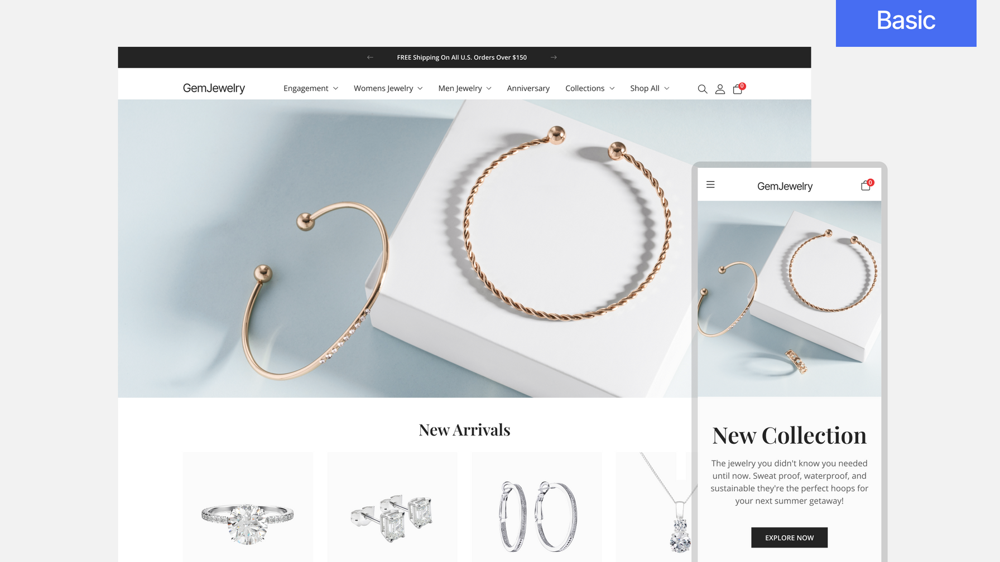 Basic
FREE Shipping On All U.S. Orders Over $150
GemJewelry
Engagement
Womens Jewelry
Men Jewelry
Anniversary
Collections
Shop All
0
New Arrivals
GemJewelry
0
New Collection
The jewelry you didn't know you needed
until now. Sweat proof, waterproof, and
sustainable they're the perfect hoops for
your next summer getaway!
EXPLORE NOW